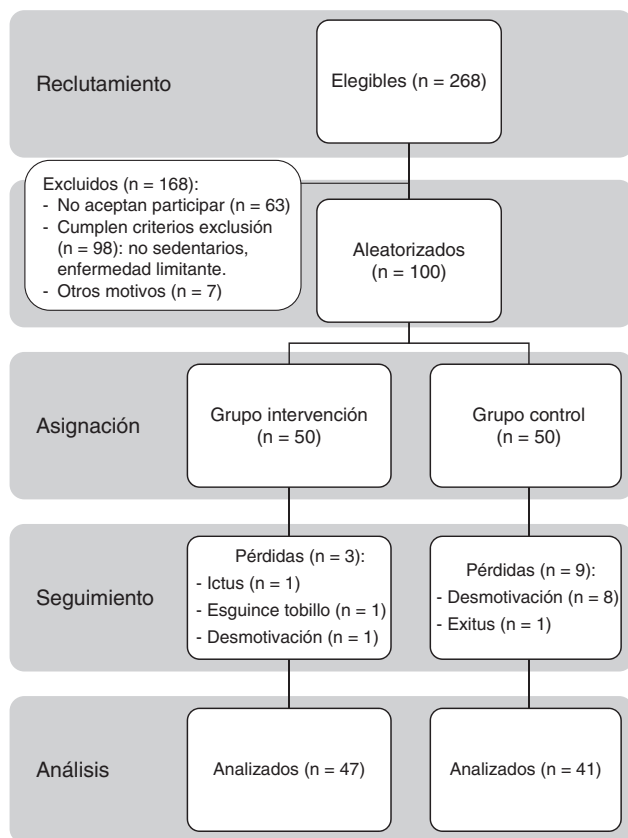 Reclutamiento
Elegibles (n = 268)
Excluidos (n = 168):
- No aceptan participar (n = 63)
- Cumplen criterios exclusión
(n = 98): no sedentarios,
enfermedad limitante.
- Otros motivos (n = 7)
Aleatorizados
(n = 100)
Asignación
Grupo intervención
(n = 50)
Grupo control
(n = 50)
Seguimiento
Pérdidas (n = 3):
- Ictus (n = 1)
- Esguince tobillo (n = 1)
- Desmotivación (n = 1)
Pérdidas (n = 9):
- Desmotivación (n = 8)
- Exitus (n = 1)
Análisis
Analizados (n = 47)
Analizados (n = 41)